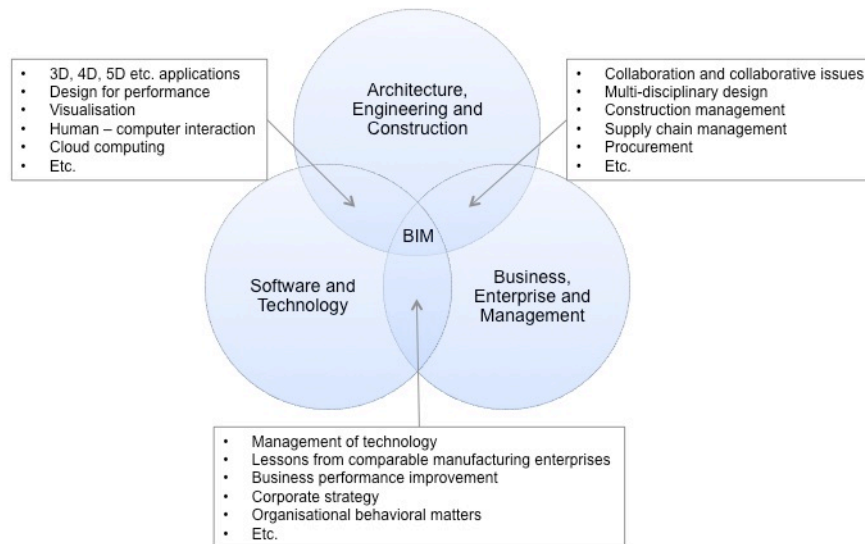 • 3D, 4D, 5D etc. applications
• Design for performance
• Visualisation
• Human – computer interaction
• Cloud computing
• Etc.
Architecture,
Engineering and
Construction
• Collaboration and collaborative issues
• Multi-disciplinary design
• Construction management
• Supply chain management
• Procurement
• Etc.
BIM
Software and
Technology
Business,
Enterprise and
Management
• Management of technology
• Lessons from comparable manufacturing enterprises
• Business performance improvement
• Corporate strategy
• Organisational behavioral matters
• Etc.